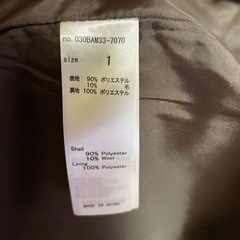 no. 030BAM33-7070
size 1
表地 90% ポリエステル
10% 毛
裏地 100% ポリエステル
Shell
90% Polyester
10% Wool
Lining
100% Polyester
MADE IN CHINA